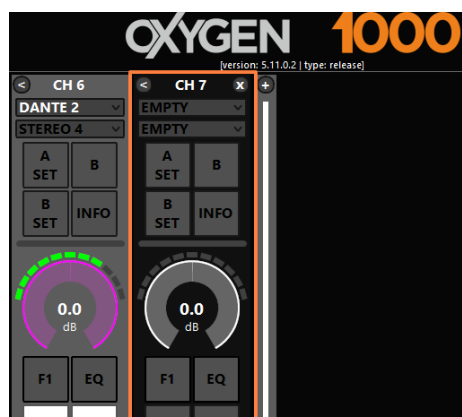 OXYGEN 1000
[version: 5.11.0.2 | type: release]
< CH 6
DANTE 2
STEREO 4
A SET
B
B SET
INFO
0.0
dB
F1
EQ
< CH 7 x
EMPTY
EMPTY
A SET
B
B SET
INFO
0.0
dB
F1
EQ
+